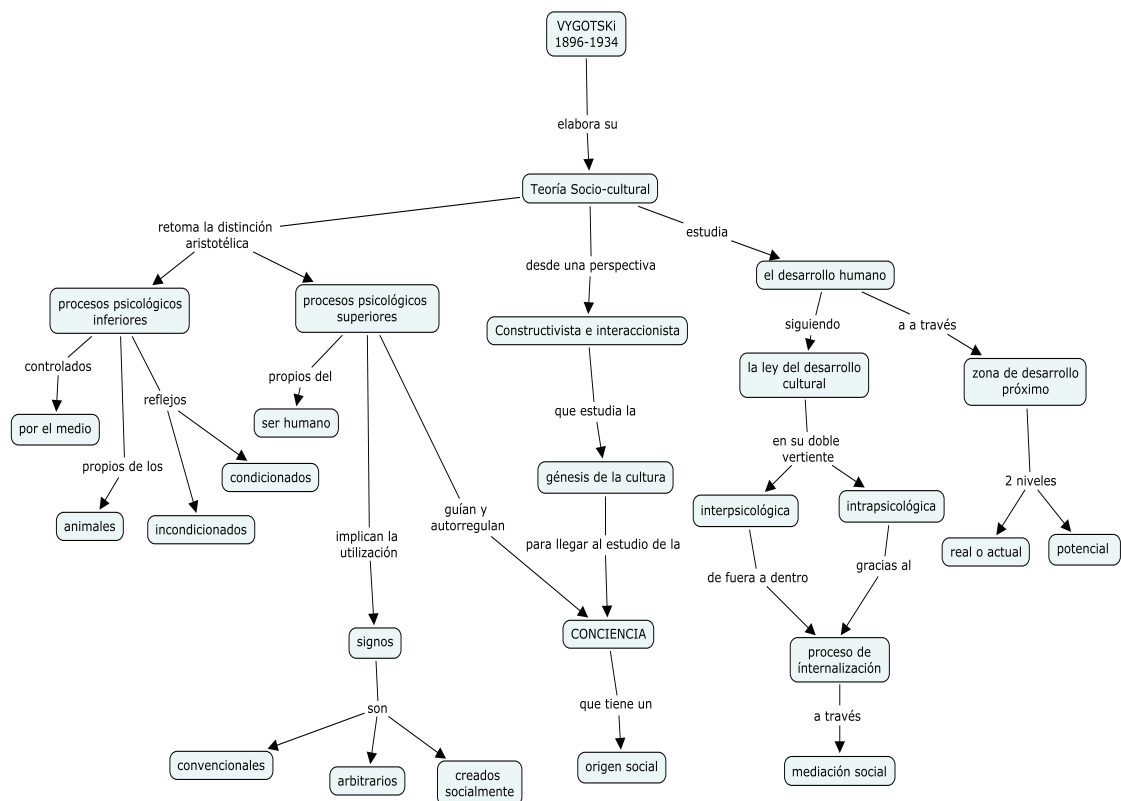 VYGOTSKi
1896-1934
elabora su
Teoría Socio-cultural
retoma la distinción
aristotélica
desde una perspectiva
estudia
el desarrollo humano
procesos psicológicos
inferiores
procesos psicológicos
superiores
Constructivista e interaccionista
siguiendo
a a través
controlados
reflejos
propios del
la ley del desarrollo
cultural
zona de desarrollo
próximo
por el medio
ser humano
que estudia la
en su doble
vertiente
propios de los
condicionados
génesis de la cultura
2 niveles
animales
incondicionados
guían y
autorregulan
interpsicológica
intrapsicológica
implican la
utilización
para llegar al estudio de la
real o actual
potencial
de fuera a dentro
gracias al
signos
CONCIENCIA
proceso de
ínternalización
son
que tiene un
a través
convencionales
arbitrarios
creados
socialmente
origen social
mediación social